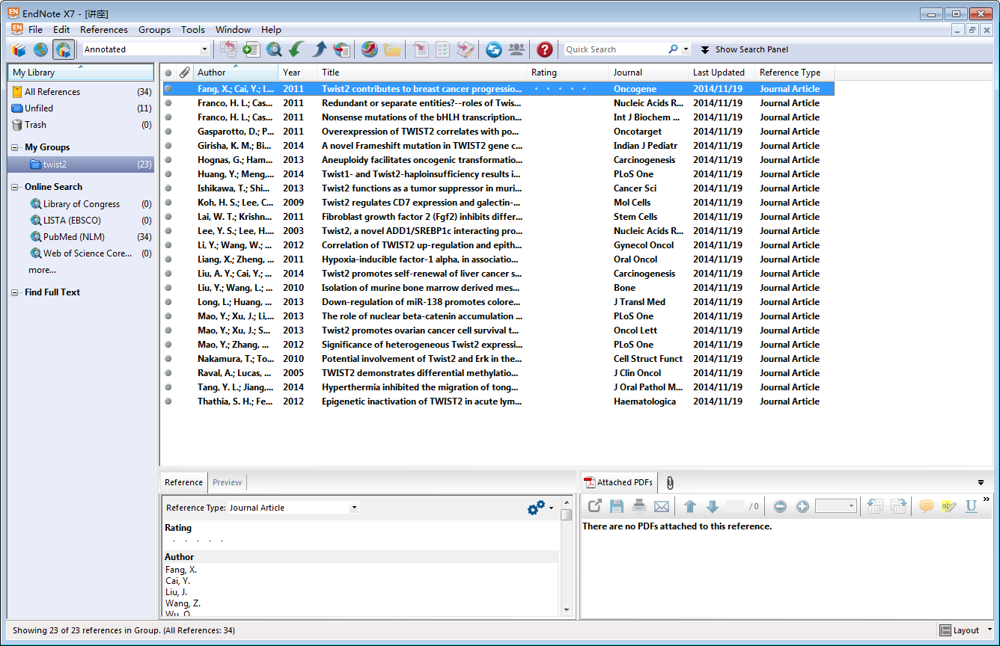 EndNote X7 - [讲座]
File Edit References Groups Tools Window Help
Annotated Quick Search Show Search Panel
My Library
All References (34)
Unfiled (11)
Trash (0)
My Groups
twist2 (23)
Online Search
Library of Congress (0)
LISTA (EBSCO) (0)
PubMed (NLM) (34)
Web of Science Core... (0)
more...
Find Full Text
Author Year Title Rating Journal Last Updated Reference Type
Fang, X.; Cai, Y.; L... 2011 Twist2 contributes to breast cancer progressio... Oncogene 2014/11/19 Journal Article
Franco, H. L.; Cas... 2011 Redundant or separate entities?--roles of Twis... Nucleic Acids R... 2014/11/19 Journal Article
Franco, H. L.; Cas... 2011 Nonsense mutations of the bHLH transcription... Int J Biochem ... 2014/11/19 Journal Article
Gasparotto, D.; P... 2011 Overexpression of TWIST2 correlates with po... Oncotarget 2014/11/19 Journal Article
Girisha, K. M.; Bi... 2014 A novel Frameshift mutation in TWIST2 gene c... Indian J Pediatr 2014/11/19 Journal Article
Hognas, G.; Ham... 2013 Aneuploidy facilitates oncogenic transformatio... Carcinogenesis 2014/11/19 Journal Article
Huang, Y.; Meng,... 2014 Twist1- and Twist2-haploinsufficiency results i... PLoS One 2014/11/19 Journal Article
Ishikawa, T.; Shi... 2013 Twist2 functions as a tumor suppressor in muri... Cancer Sci 2014/11/19 Journal Article
Koh, H. S.; Lee, C... 2009 Twist2 regulates CD7 expression and galectin-... Mol Cells 2014/11/19 Journal Article
Lai, W. T.; Krishn... 2011 Fibroblast growth factor 2 (Fgf2) inhibits differ... Stem Cells 2014/11/19 Journal Article
Lee, Y. S.; Lee, H.... 2003 Twist2, a novel ADD1/SREBP1c interacting pro... Nucleic Acids R... 2014/11/19 Journal Article
Li, Y.; Wang, W.; ... 2012 Correlation of TWIST2 up-regulation and epith... Gynecol Oncol 2014/11/19 Journal Article
Liang, X.; Zheng, ... 2011 Hypoxia-inducible factor-1 alpha, in associatio... Oral Oncol 2014/11/19 Journal Article
Liu, A. Y.; Cai, Y.; ... 2014 Twist2 promotes self-renewal of liver cancer s... Carcinogenesis 2014/11/19 Journal Article
Liu, Y.; Wang, L.; ... 2010 Isolation of murine bone marrow derived mes... Bone 2014/11/19 Journal Article
Long, L.; Huang, ... 2013 Down-regulation of miR-138 promotes colore... J Transl Med 2014/11/19 Journal Article
Mao, Y.; Xu, J.; Li,... 2013 The role of nuclear beta-catenin accumulation ... PLoS One 2014/11/19 Journal Article
Mao, Y.; Xu, J.; S... 2013 Twist2 promotes ovarian cancer cell survival t... Oncol Lett 2014/11/19 Journal Article
Mao, Y.; Zhang, ... 2012 Significance of heterogeneous Twist2 expressi... PLoS One 2014/11/19 Journal Article
Nakamura, T.; To... 2010 Potential involvement of Twist2 and Erk in the... Cell Struct Funct 2014/11/19 Journal Article
Raval, A.; Lucas, ... 2005 TWIST2 demonstrates differential methylatio... J Clin Oncol 2014/11/19 Journal Article
Tang, Y. L.; Jiang,... 2014 Hyperthermia inhibited the migration of tong... J Oral Pathol M... 2014/11/19 Journal Article
Thathia, S. H.; Fe... 2012 Epigenetic inactivation of TWIST2 in acute lym... Haematologica 2014/11/19 Journal Article
Reference Preview
Reference Type: Journal Article
Rating
Author
Fang, X.
Cai, Y.
Liu, J.
Wang, Z.
Wu, Q.
Attached PDFs
/ 0
There are no PDFs attached to this reference.
Showing 23 of 23 references in Group. (All References: 34)
Layout